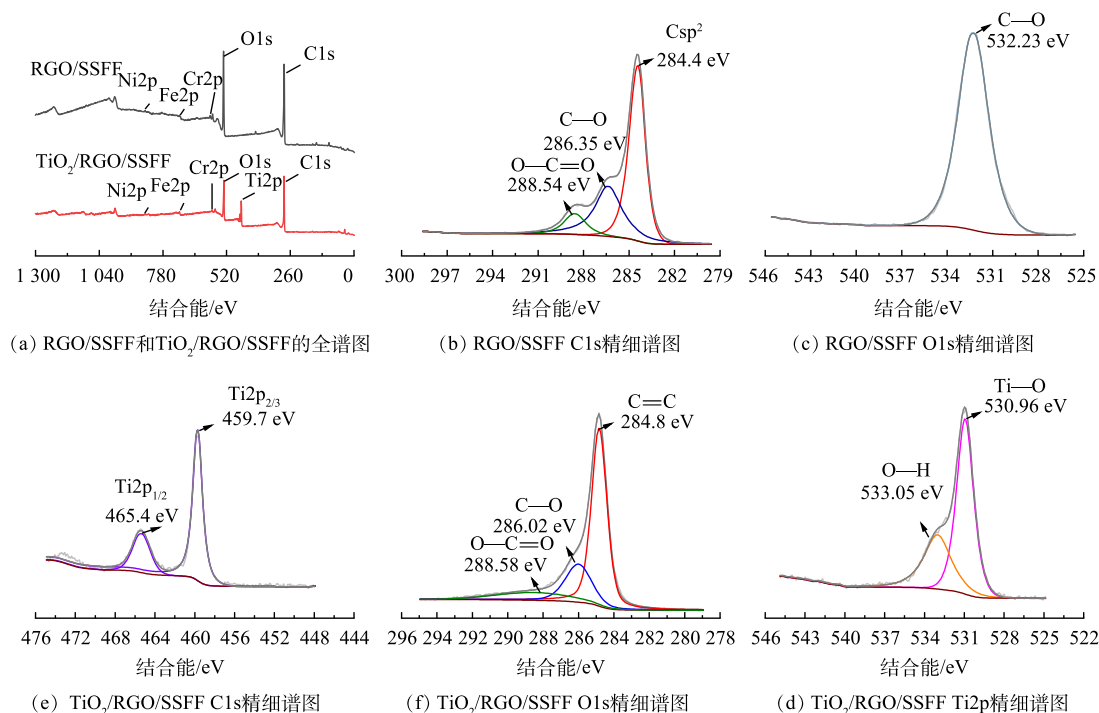 RGO/SSFF
Ni2p
Fe2p
Cr2p
O1s
C1s
TiO₂/RGO/SSFF
Ni2p
Fe2p
Cr2p
O1s
Ti2p
C1s
1 300 1 040 780 520 260 0
结合能/eV
(a) RGO/SSFF和TiO₂/RGO/SSFF的全谱图
Csp²
284.4 eV
C—O
286.35 eV
O—C=O
288.54 eV
300 297 294 291 288 285 284 279
结合能/eV
(b) RGO/SSFF C1s精细谱图
C—O
532.23 eV
546 543 540 537 534 531 528 525
结合能/eV
(c) RGO/SSFF O1s精细谱图
Ti2p₂/₃
459.7 eV
Ti2p₁/₂
465.4 eV
476 472 468 464 460 456 452 448 444
结合能/eV
(e) TiO₂/RGO/SSFF C1s精细谱图
C=C
284.8 eV
C—O
286.02 eV
O—C=O
288.58 eV
296 294 292 290 288 286 284 282 280 278
结合能/eV
(f) TiO₂/RGO/SSFF O1s精细谱图
Ti—O
530.96 eV
O—H
533.05 eV
546 543 540 537 534 531 528 525 522
结合能/eV
(d) TiO₂/RGO/SSFF Ti2p精细谱图